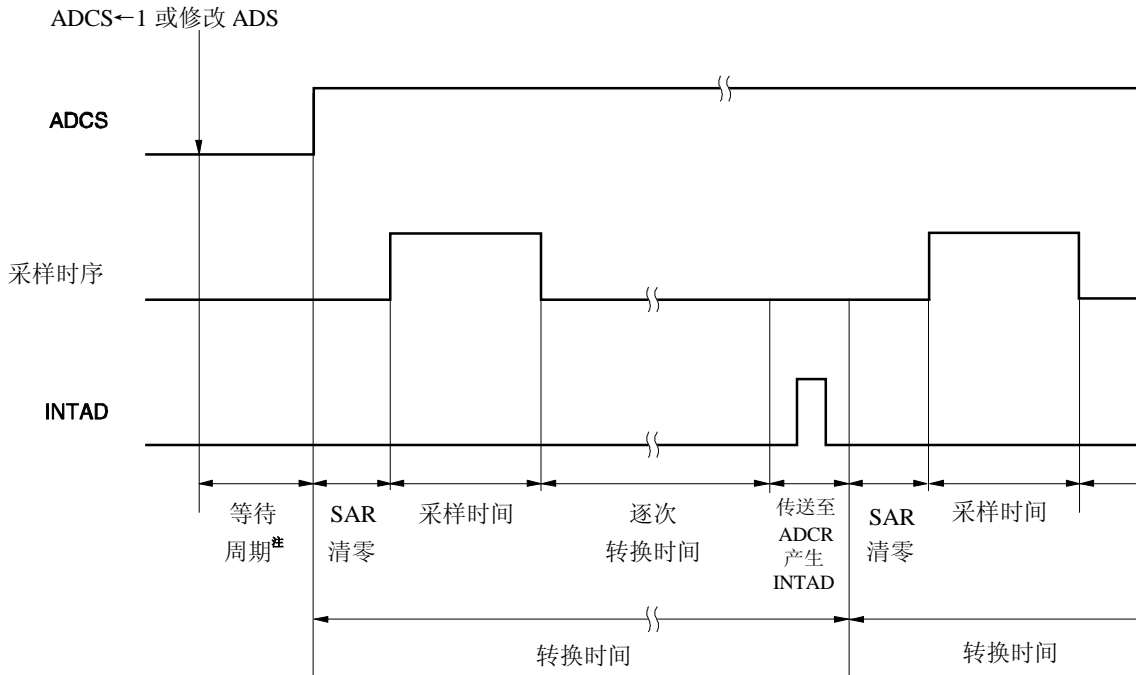 ADCS←1 或修改 ADS
ADCS
采样时序
INTAD
等待
周期注
SAR
清零
采样时间
逐次
转换时间
传送至
ADCR
产生
INTAD
SAR
清零
采样时间
转换时间
转换时间